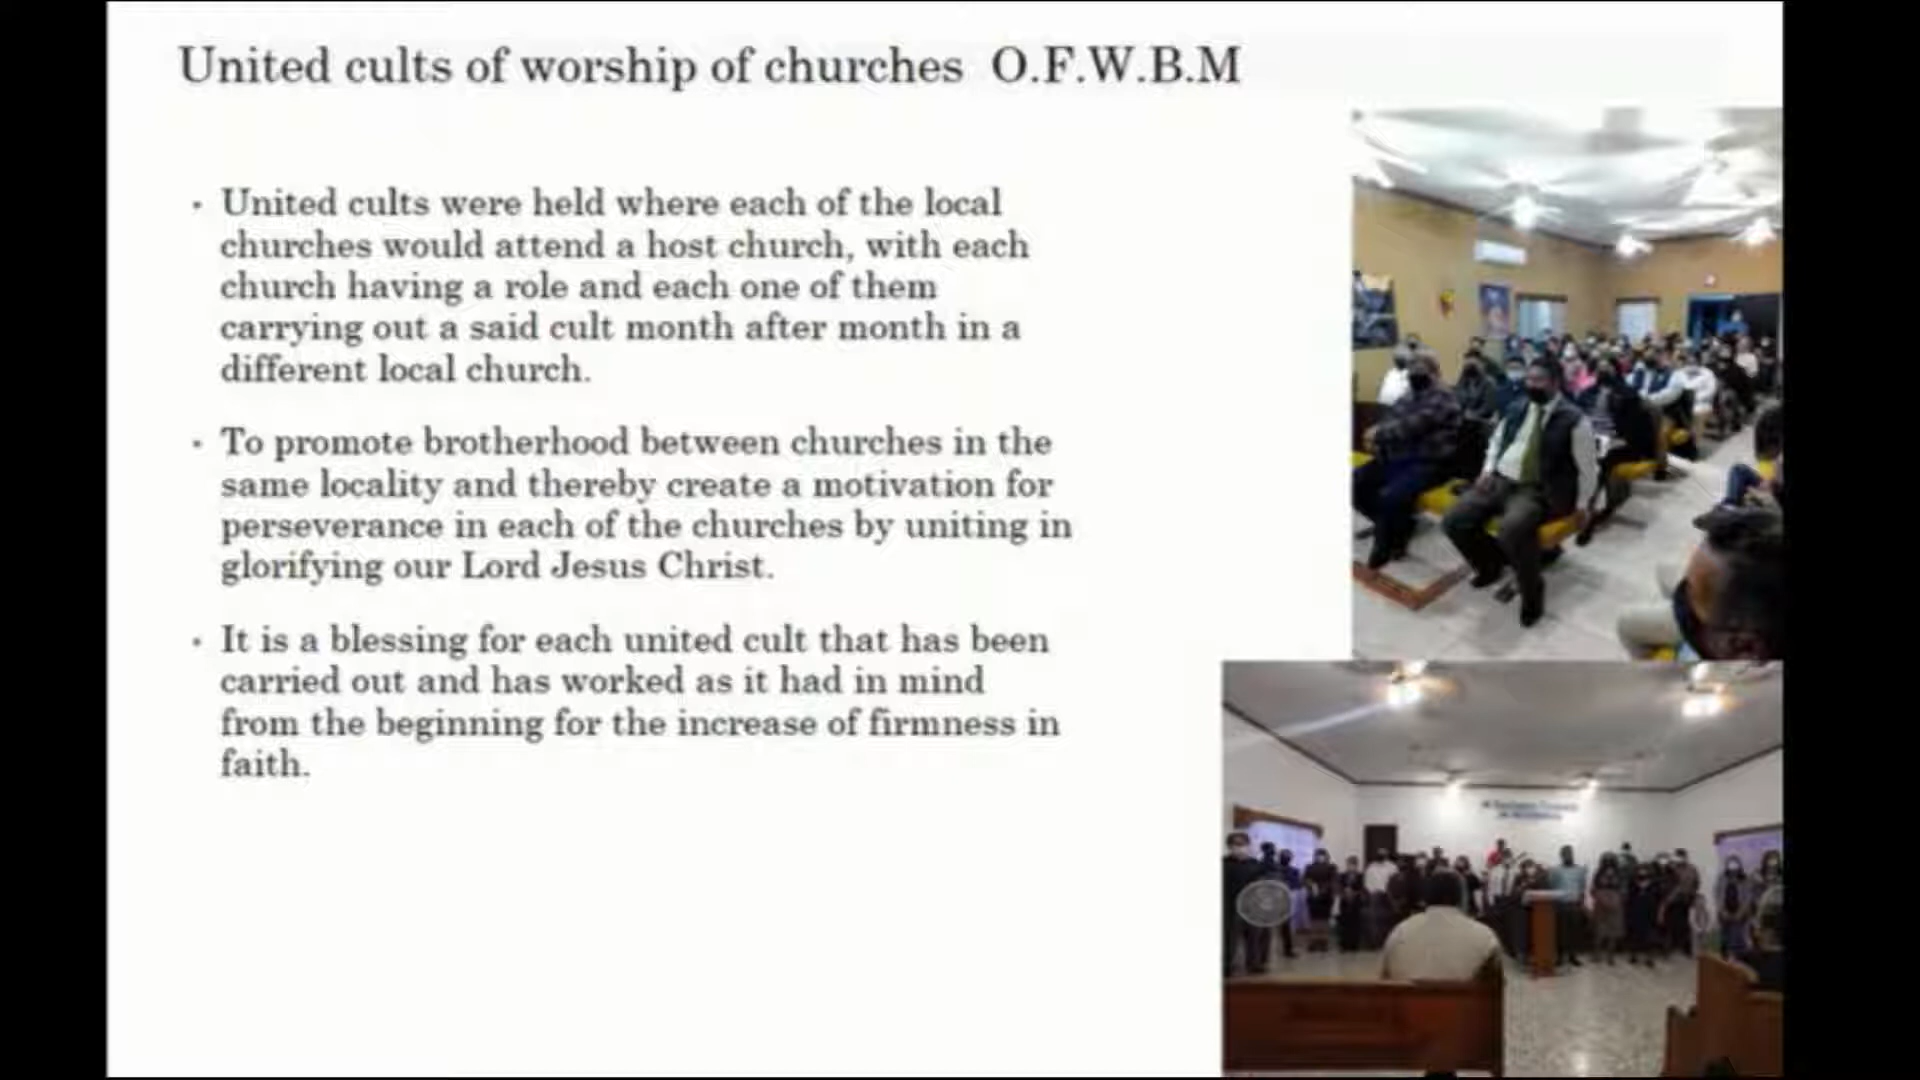 United cults of worship of churches O.F.W.B.M
• United cults were held where each of the local
churches would attend a host church, with each
church having a role and each one of them
carrying out a said cult month after month in a
different local church.
• To promote brotherhood between churches in the
same locality and thereby create a motivation for
perseverance in each of the churches by uniting in
glorifying our Lord Jesus Christ.
• It is a blessing for each united cult that has been
carried out and has worked as it had in mind
from the beginning for the increase of firmness in
faith.